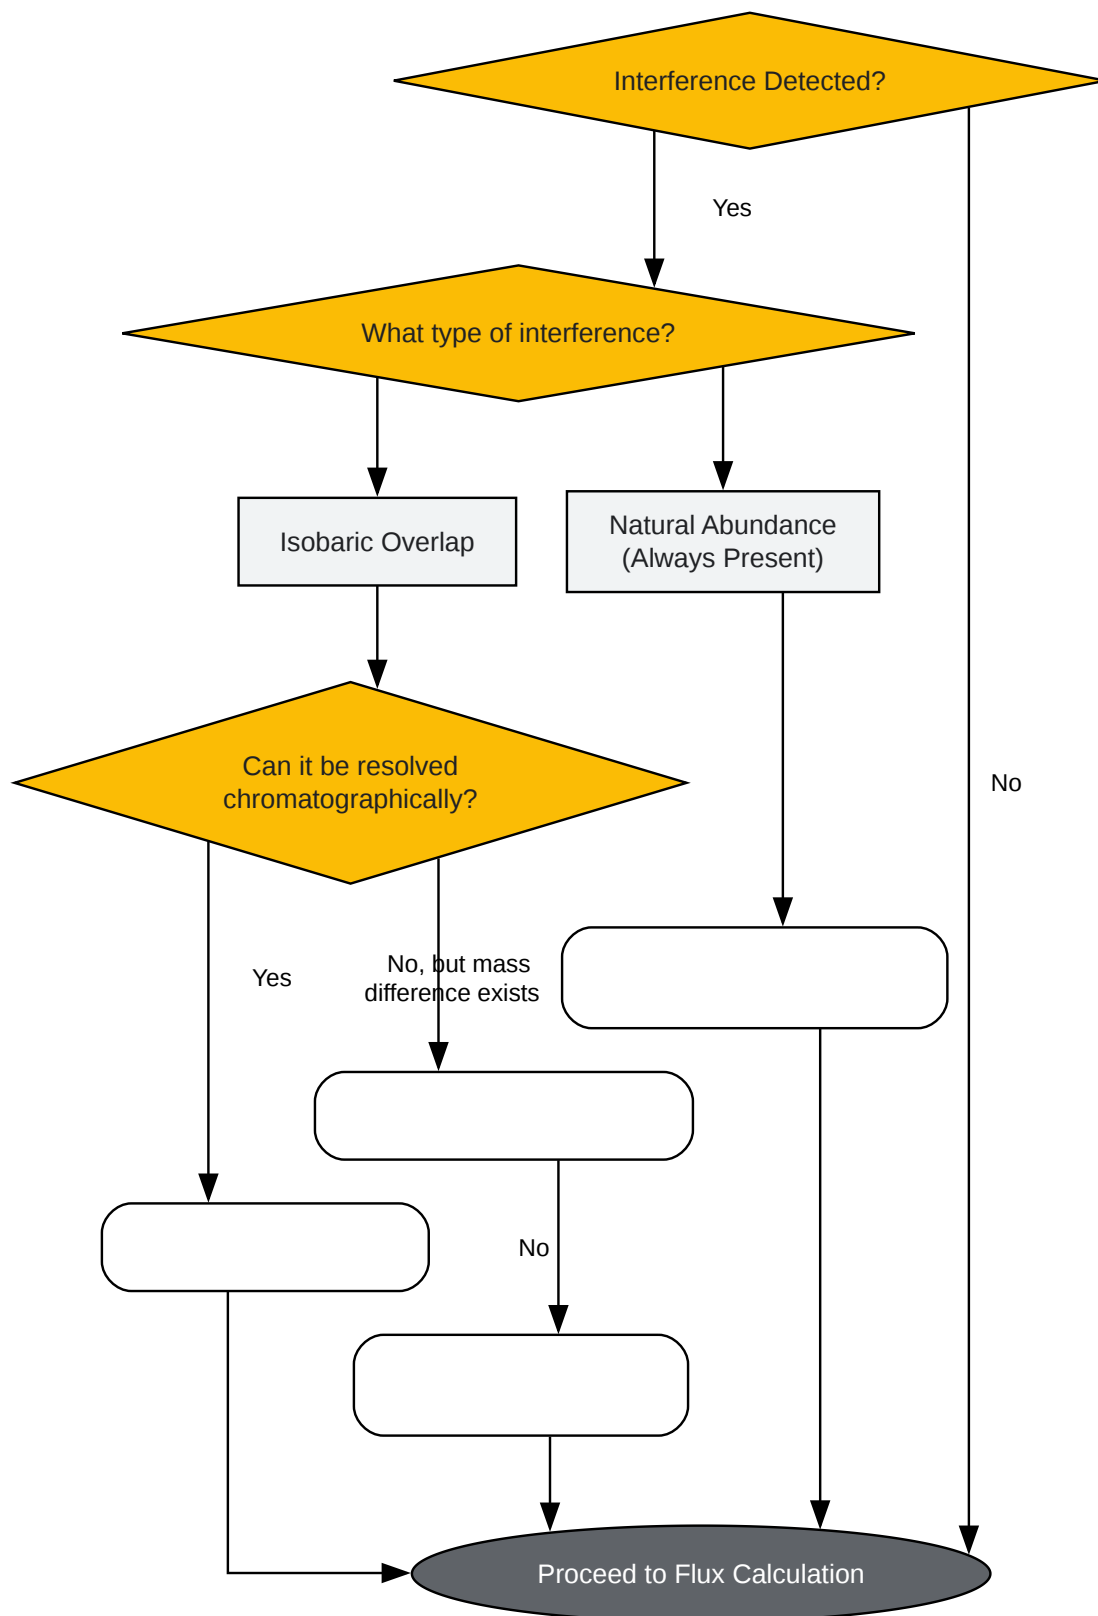 Interference Detected?
Yes
What type of interference?
Isobaric Overlap
Natural Abundance
(Always Present)
Can it be resolved
chromatographically?
No
Yes
No, but mass
difference exists
No
Proceed to Flux Calculation